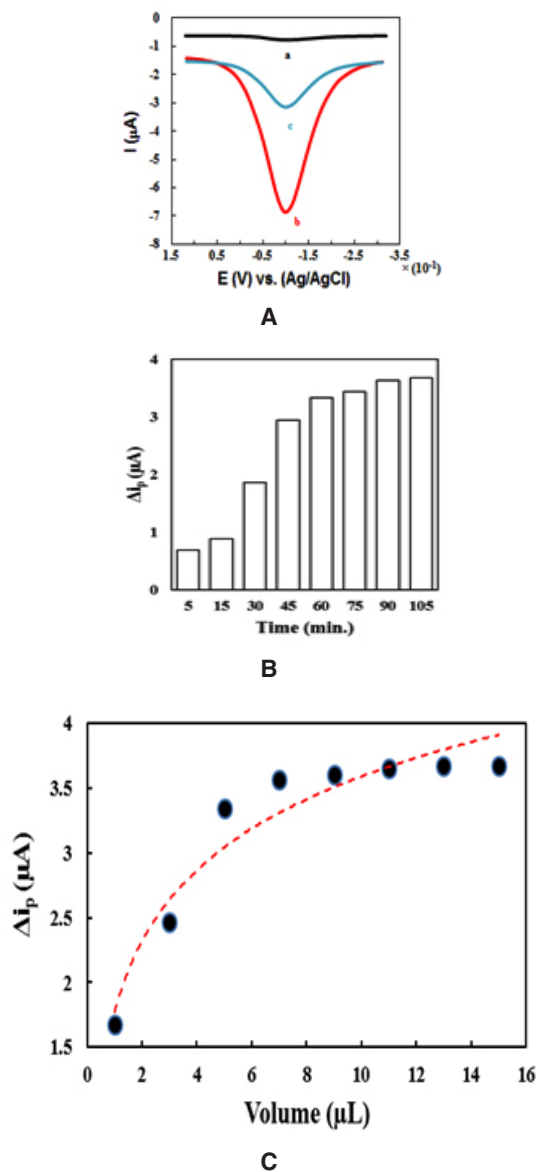 0
-1
-2
-3
-4
-5
-6
-7
-8
I (μA)
a
c
b
1.5 0.5 -0.5 -1.5 -2.5 -3.5
× (10⁻¹)
E (V) vs. (Ag/AgCl)
A
4
3
2
1
0
Δiₚ (μA)
5 15 30 45 60 75 90 105
Time (min.)
B
4
3.5
3
2.5
2
1.5
Δiₚ (μA)
0 2 4 6 8 10 12 14 16
Volume (μL)
C